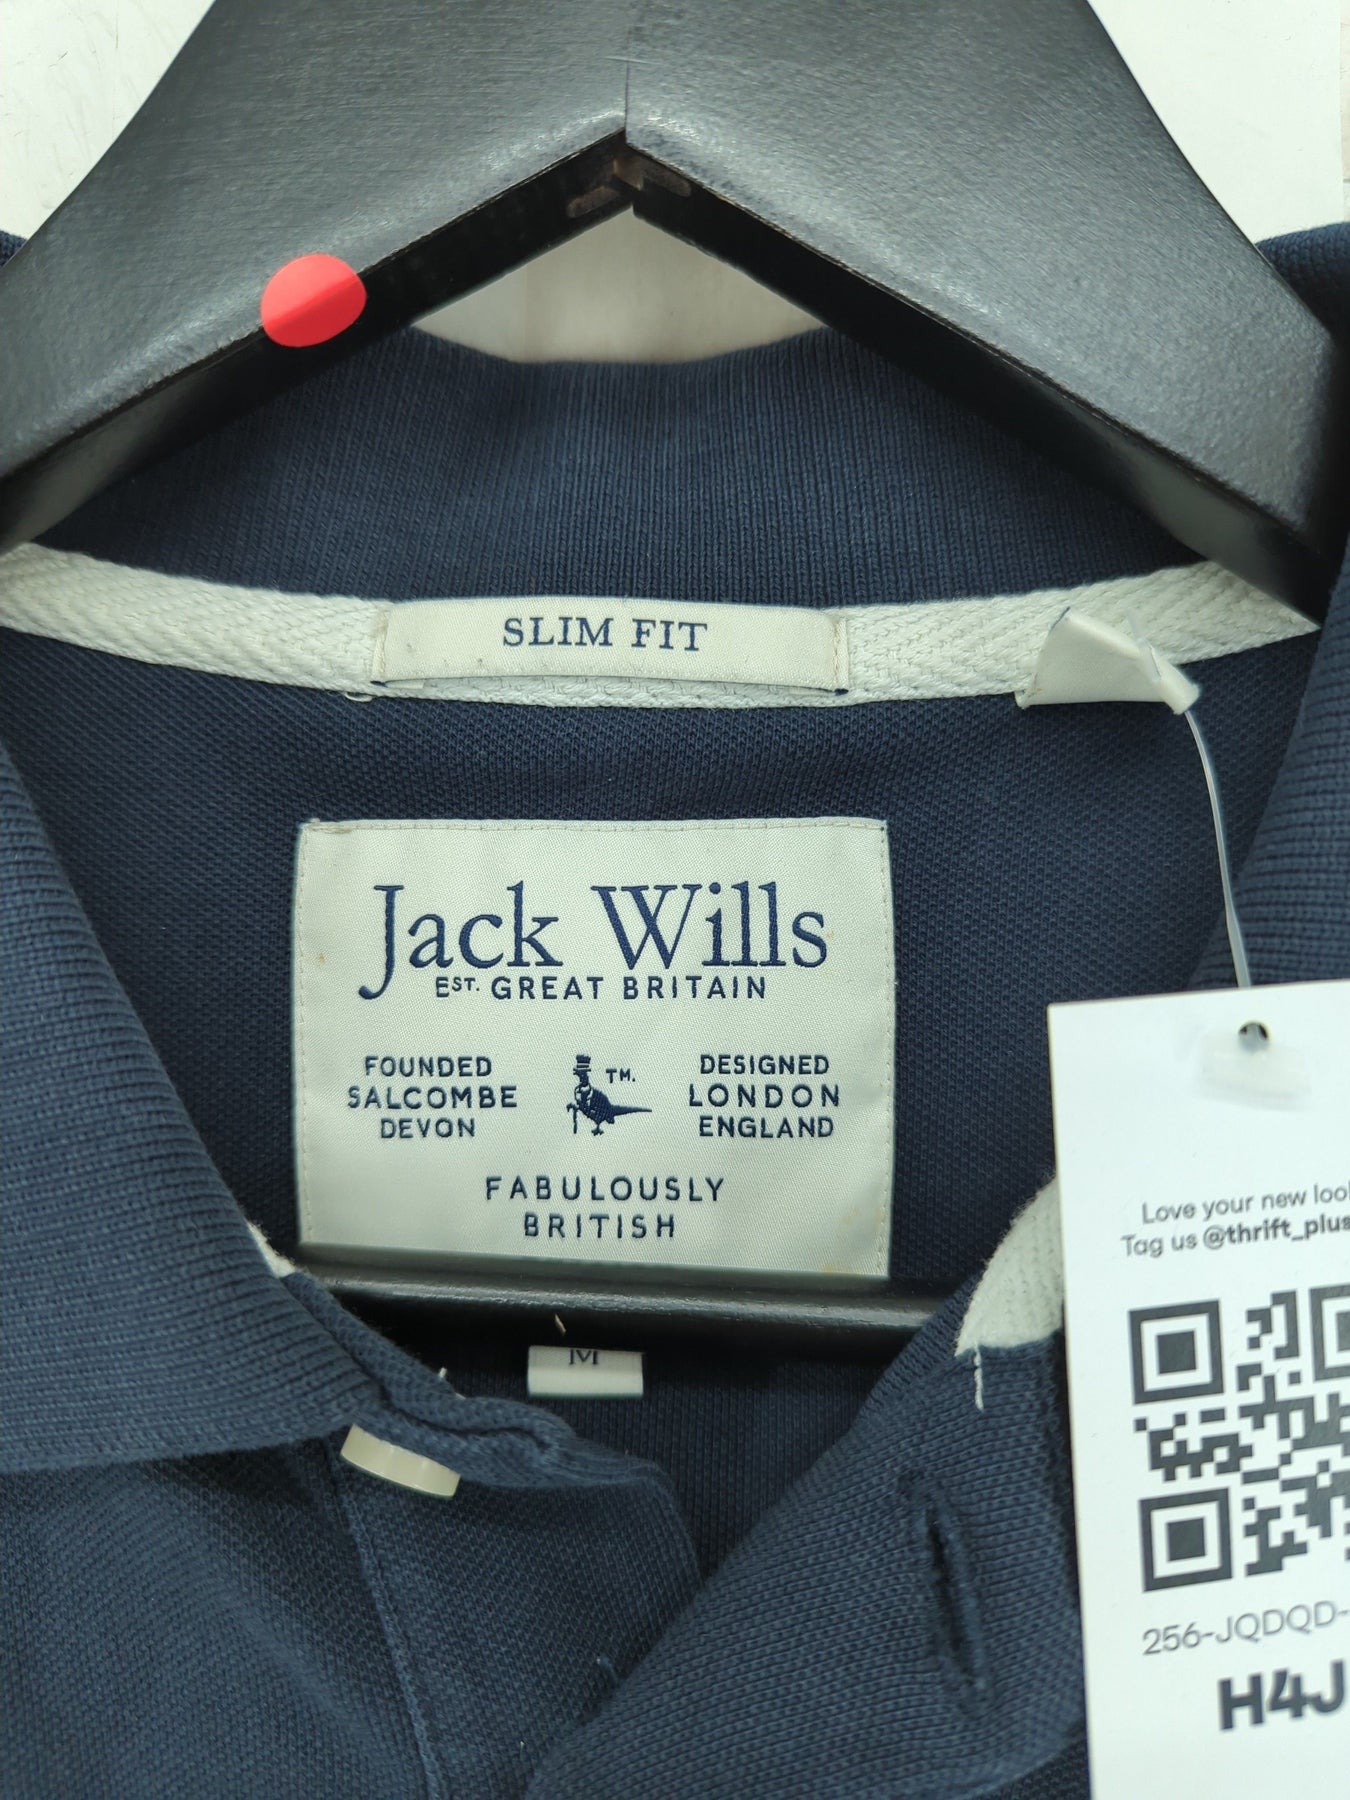 SLIM FIT
Jack Wills
EST. GREAT BRITAIN
FOUNDED
SALCOMBE
DEVON
TM.
DESIGNED
LONDON
ENGLAND
FABULOUSLY
BRITISH
M
Love your new look
Tag us @thrift_plus
256-JQDQD-
H4J